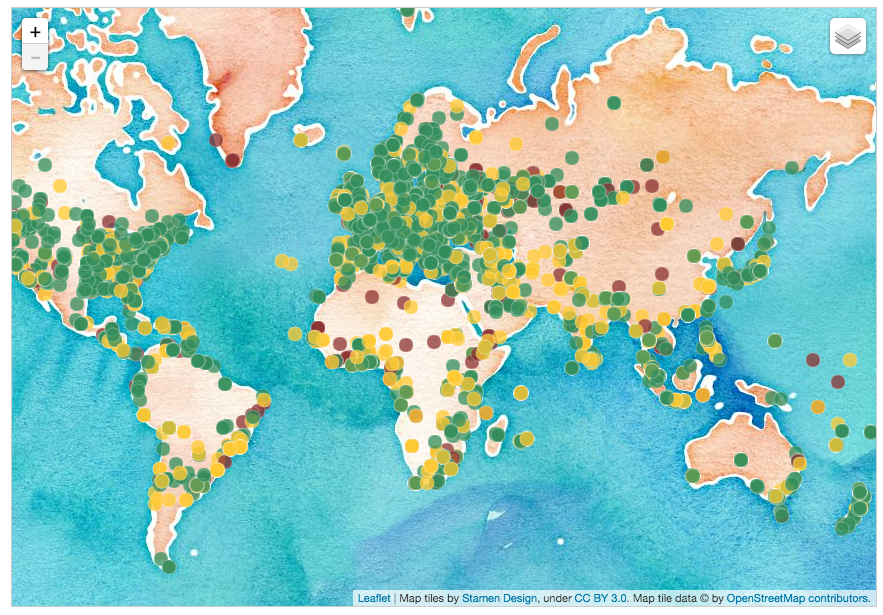 +
−
Leaflet | Map tiles by Stamen Design, under CC BY 3.0. Map tile data © by OpenStreetMap contributors.